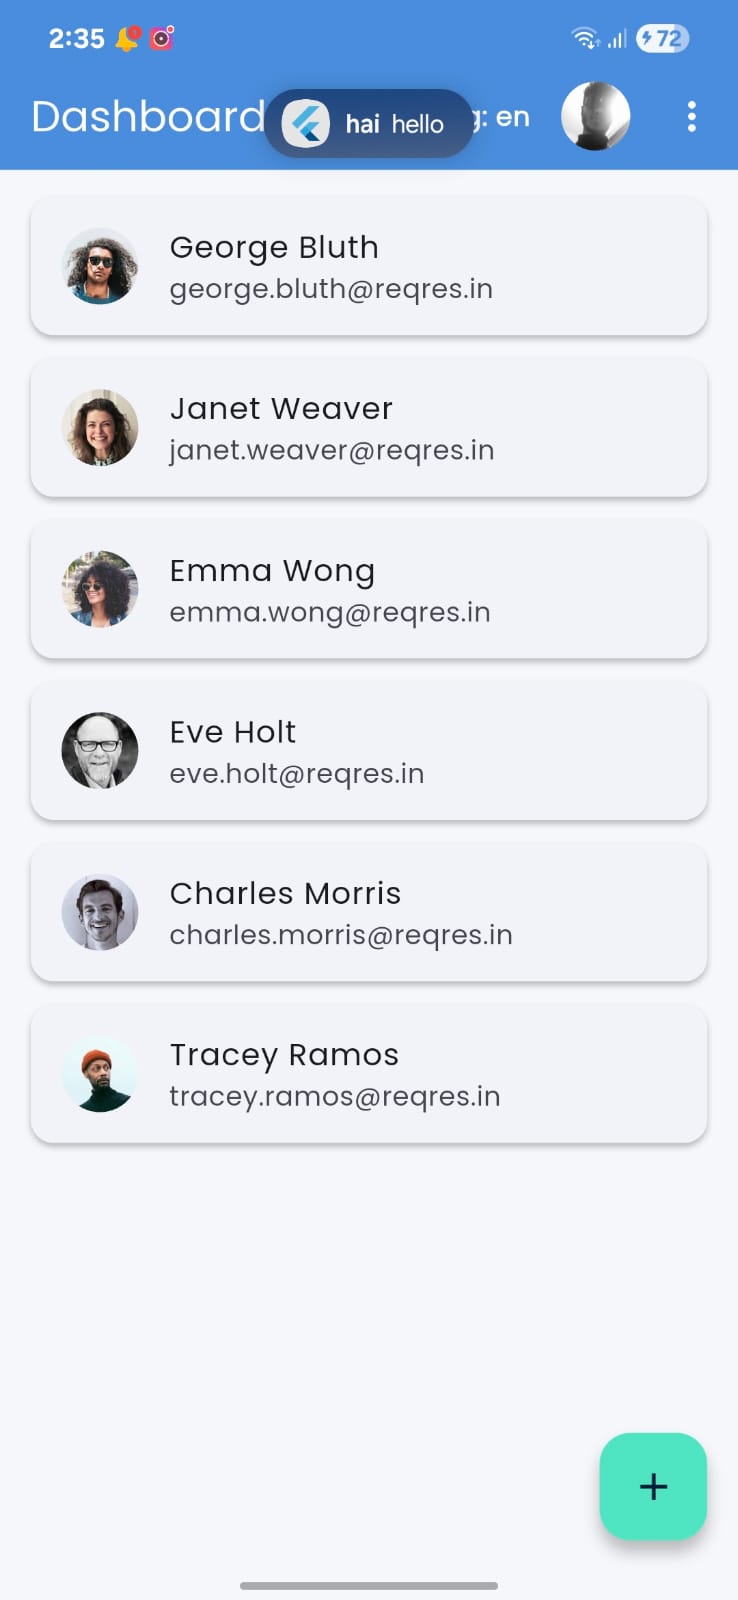 2:35
72
Dashboard
hai hello
: en
George Bluth
george.bluth@reqres.in
Janet Weaver
janet.weaver@reqres.in
Emma Wong
emma.wong@reqres.in
Eve Holt
eve.holt@reqres.in
Charles Morris
charles.morris@reqres.in
Tracey Ramos
tracey.ramos@reqres.in